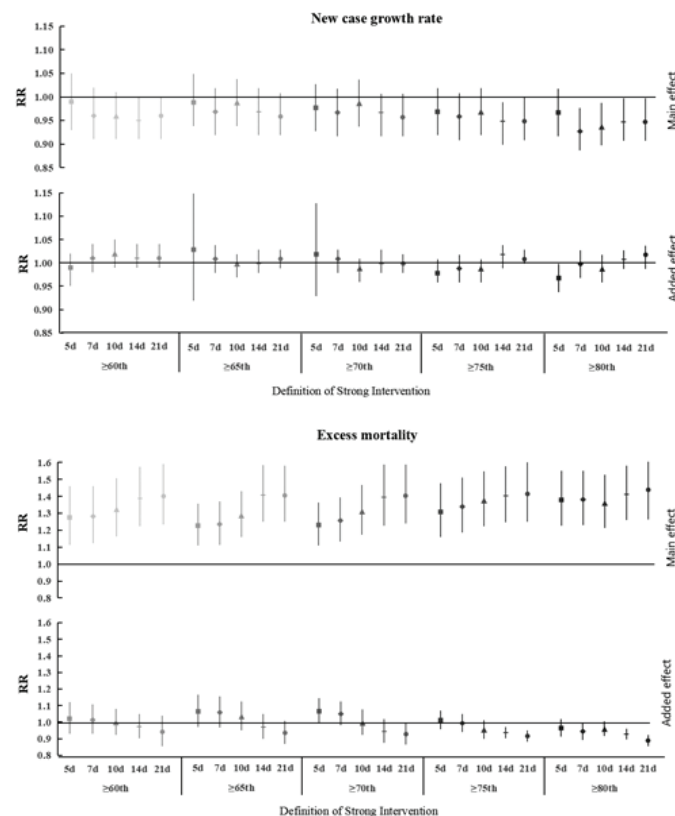 New case growth rate
1.15
1.10
1.05
1.00
0.95
0.90
0.85
RR
Main effect
1.15
1.10
1.05
1.00
0.95
0.90
0.85
RR
Added effect
5d 7d 10d 14d 21d 5d 7d 10d 14d 21d 5d 7d 10d 14d 21d 5d 7d 10d 14d 21d 5d 7d 10d 14d 21d
≥60th ≥65th ≥70th ≥75th ≥80th
Definition of Strong Intervention
Excess mortality
1.6
1.5
1.4
1.3
1.2
1.1
1.0
0.9
0.8
RR
Main effect
1.6
1.5
1.4
1.3
1.2
1.1
1.0
0.9
0.8
RR
Added effect
5d 7d 10d 14d 21d 5d 7d 10d 14d 21d 5d 7d 10d 14d 21d 5d 7d 10d 14d 21d 5d 7d 10d 14d 21d
≥60th ≥65th ≥70th ≥75th ≥80th
Definition of Strong Intervention